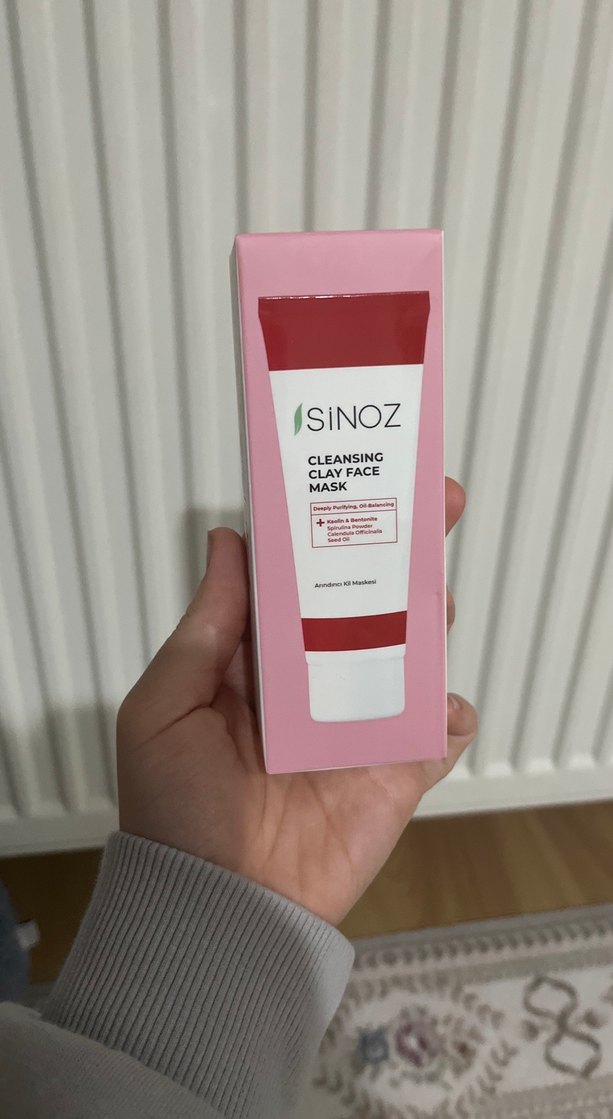 SiNOZ
CLEANSING
CLAY FACE
MASK
Deeply Purifying, Oil-Balancing
+ Kaolin & Bentonite
Spirulina Powder
Calendula Officinalis
Seed Oil
Arındırıcı Kil Maskesi